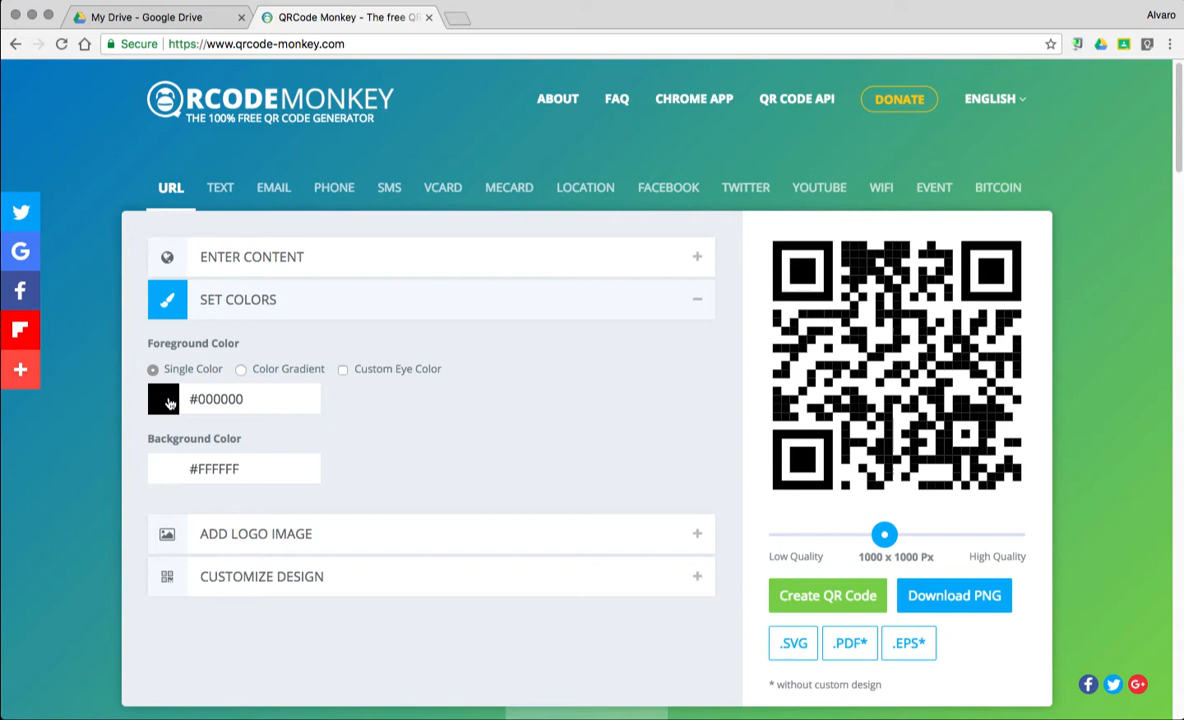 My Drive - Google Drive
QRCode Monkey - The free QR
Alvaro
Secure
https://www.qrcode-monkey.com
RCODEMONKEY
THE 100% FREE QR CODE GENERATOR
ABOUT
FAQ
CHROME APP
QR CODE API
DONATE
ENGLISH
URL
TEXT
EMAIL
PHONE
SMS
VCARD
MECARD
LOCATION
FACEBOOK
TWITTER
YOUTUBE
WIFI
EVENT
BITCOIN
ENTER CONTENT
SET COLORS
Foreground Color
Single Color
Color Gradient
Custom Eye Color
#000000
Background Color
#FFFFFF
ADD LOGO IMAGE
CUSTOMIZE DESIGN
Low Quality
1000 x 1000 Px
High Quality
Create QR Code
Download PNG
.SVG
.PDF*
.EPS*
* without custom design